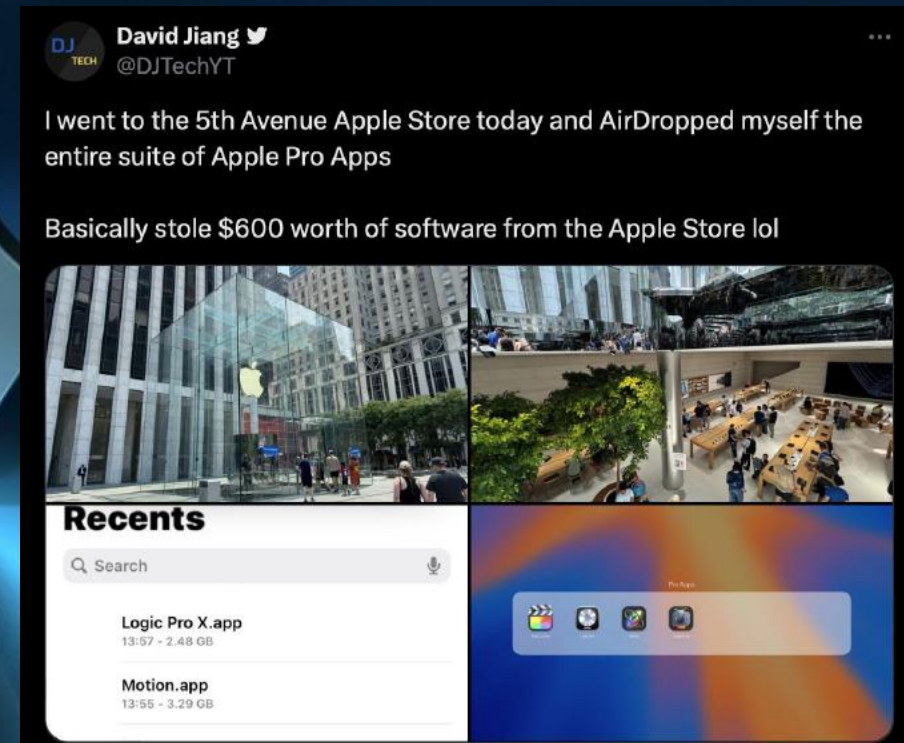 David Jiang
DJ
TECH
@DJTechYT
I went to the 5th Avenue Apple Store today and AirDropped myself the
entire suite of Apple Pro Apps
Basically stole $600 worth of software from the Apple Store lol
Recents
Search
Logic Pro X.app
13:57 - 2.48 GB
Motion.app
13:55 - 3.29 GB
Pro Apps